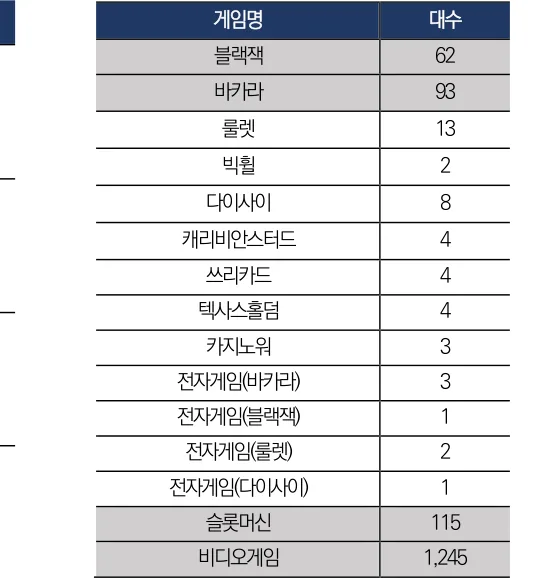 게임명 대수
블랙잭 62
바카라 93
룰렛 13
빅휠 2
다이사이 8
캐리비안스터드 4
쓰리카드 4
텍사스홀덤 4
카지노워 3
전자게임(바카라) 3
전자게임(블랙잭) 1
전자게임(룰렛) 2
전자게임(다이사이) 1
슬롯머신 115
비디오게임 1,245